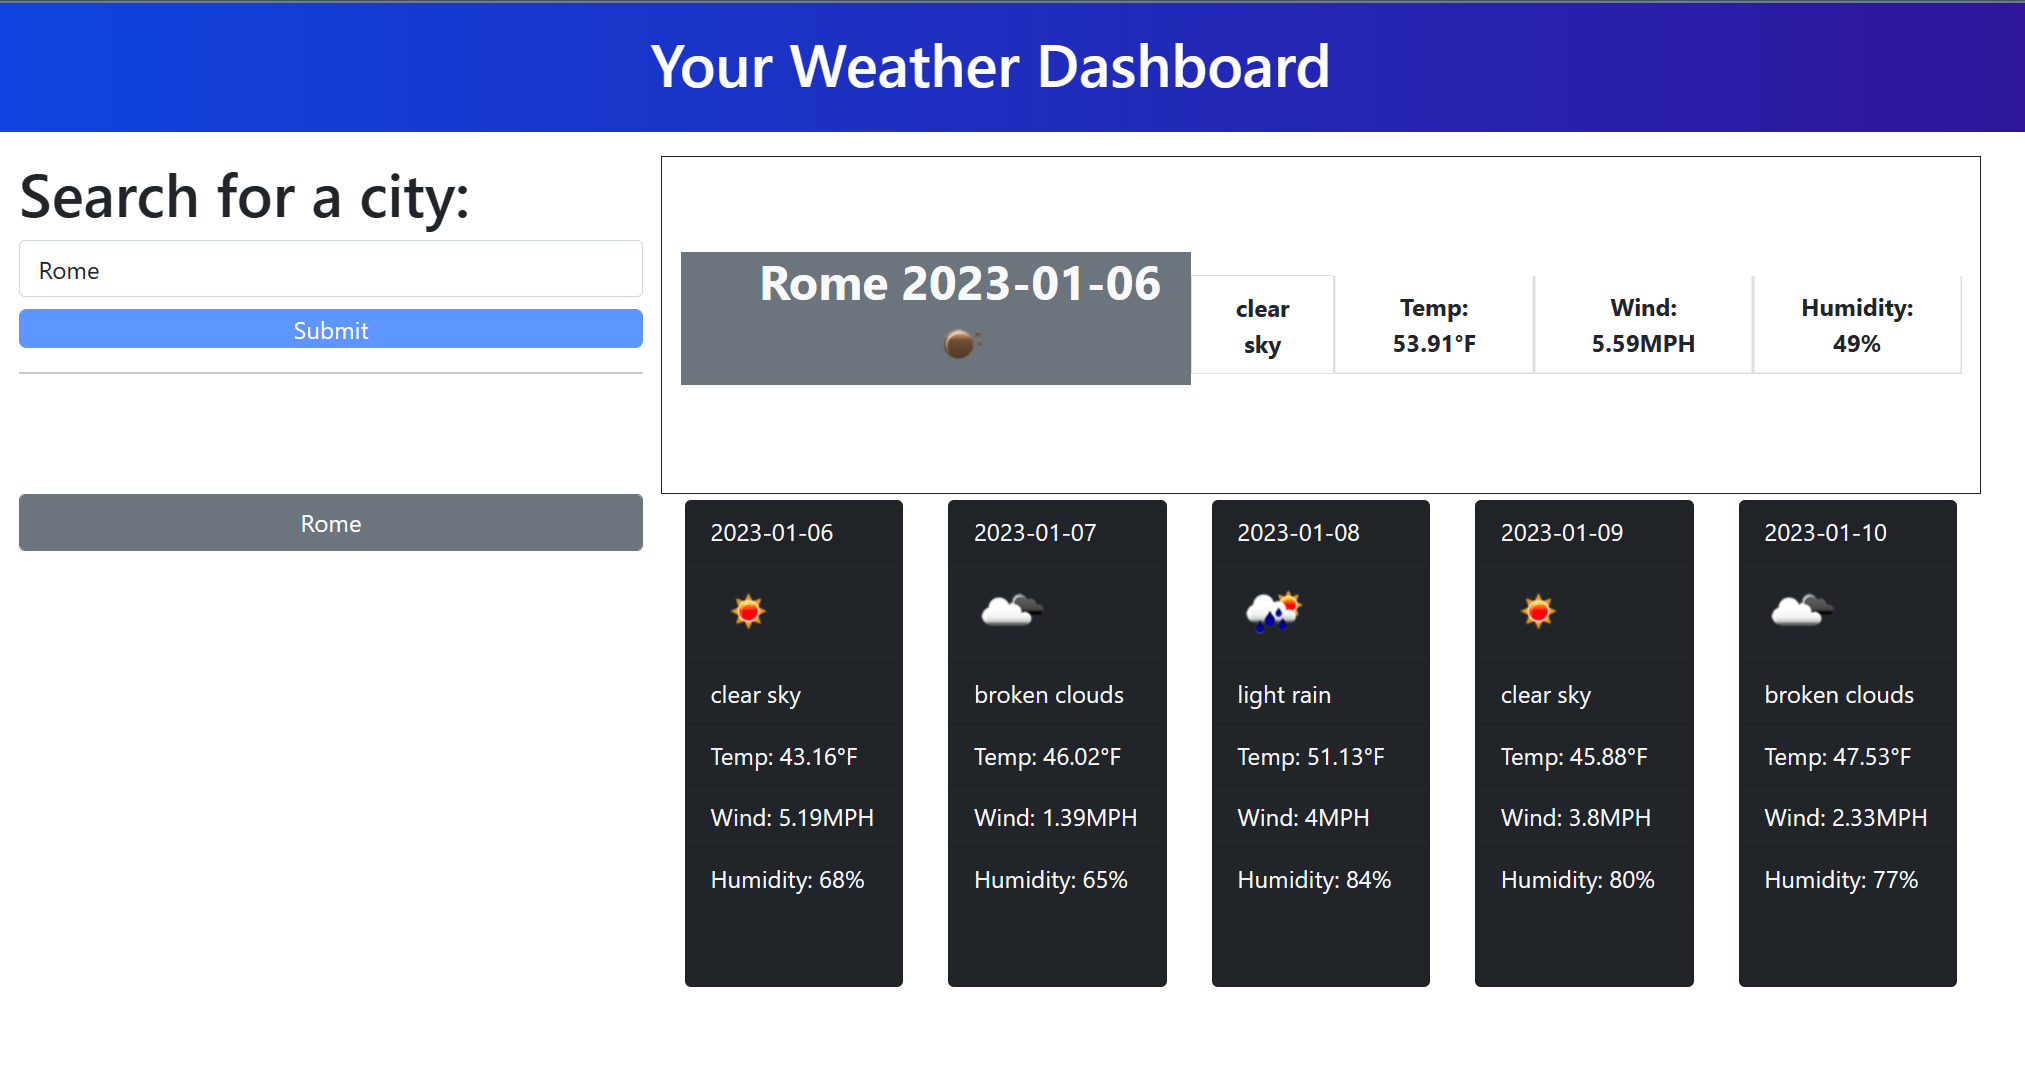 Your Weather Dashboard
Search for a city:
Rome
Submit
Rome
Rome 2023-01-06
clear
sky
Temp:
53.91°F
Wind:
5.59MPH
Humidity:
49%
2023-01-06
clear sky
Temp: 43.16°F
Wind: 5.19MPH
Humidity: 68%
2023-01-07
broken clouds
Temp: 46.02°F
Wind: 1.39MPH
Humidity: 65%
2023-01-08
light rain
Temp: 51.13°F
Wind: 4MPH
Humidity: 84%
2023-01-09
clear sky
Temp: 45.88°F
Wind: 3.8MPH
Humidity: 80%
2023-01-10
broken clouds
Temp: 47.53°F
Wind: 2.33MPH
Humidity: 77%